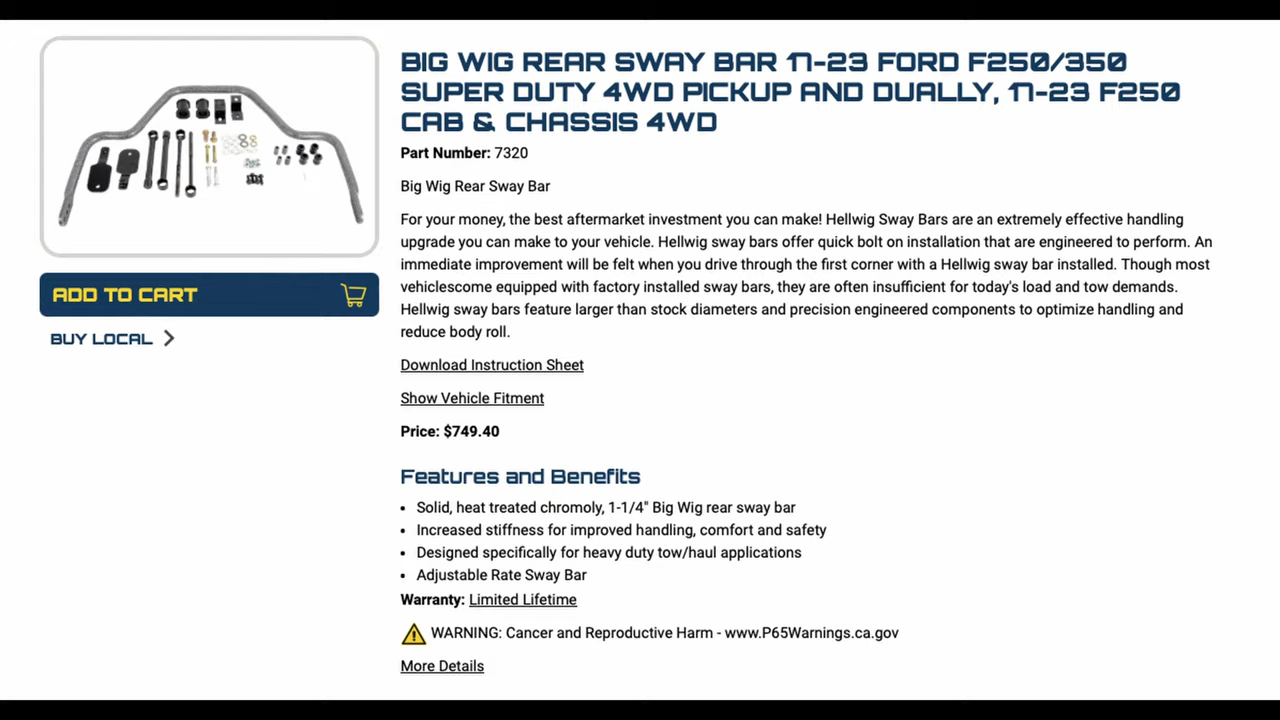 BIG WIG REAR SWAY BAR 17-23 FORD F250/350
SUPER DUTY 4WD PICKUP AND DUALLY, 17-23 F250
CAB & CHASSIS 4WD
Part Number: 7320
Big Wig Rear Sway Bar
For your money, the best aftermarket investment you can make! Hellwig Sway Bars are an extremely effective handling
upgrade you can make to your vehicle. Hellwig sway bars offer quick bolt on installation that are engineered to perform. An
immediate improvement will be felt when you drive through the first corner with a Hellwig sway bar installed. Though most
vehiclescome equipped with factory installed sway bars, they are often insufficient for today's load and tow demands.
Hellwig sway bars feature larger than stock diameters and precision engineered components to optimize handling and
reduce body roll.
ADD TO CART
BUY LOCAL
Download Instruction Sheet
Show Vehicle Fitment
Price: $749.40
Features and Benefits
• Solid, heat treated chromoly, 1-1/4" Big Wig rear sway bar
• Increased stiffness for improved handling, comfort and safety
• Designed specifically for heavy duty tow/haul applications
• Adjustable Rate Sway Bar
Warranty: Limited Lifetime
WARNING: Cancer and Reproductive Harm - www.P65Warnings.ca.gov
More Details